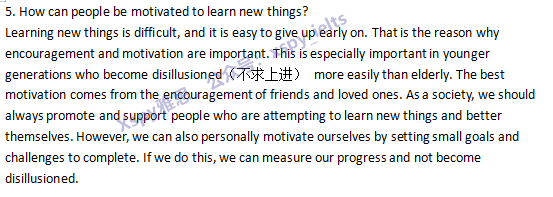 5. How can people be motivated to learn new things?
Learning new things is difficult, and it is easy to give up early on. That is the reason why
encouragement and motivation are important. This is especially important in younger
generations who become disillusioned（不求上进） more easily than elderly. The best
motivation comes from the encouragement of friends and loved ones. As a society, we should
always promote and support people who are attempting to learn new things and better
themselves. However, we can also personally motivate ourselves by setting small goals and
challenges to complete. If we do this, we can measure our progress and not become
disillusioned.